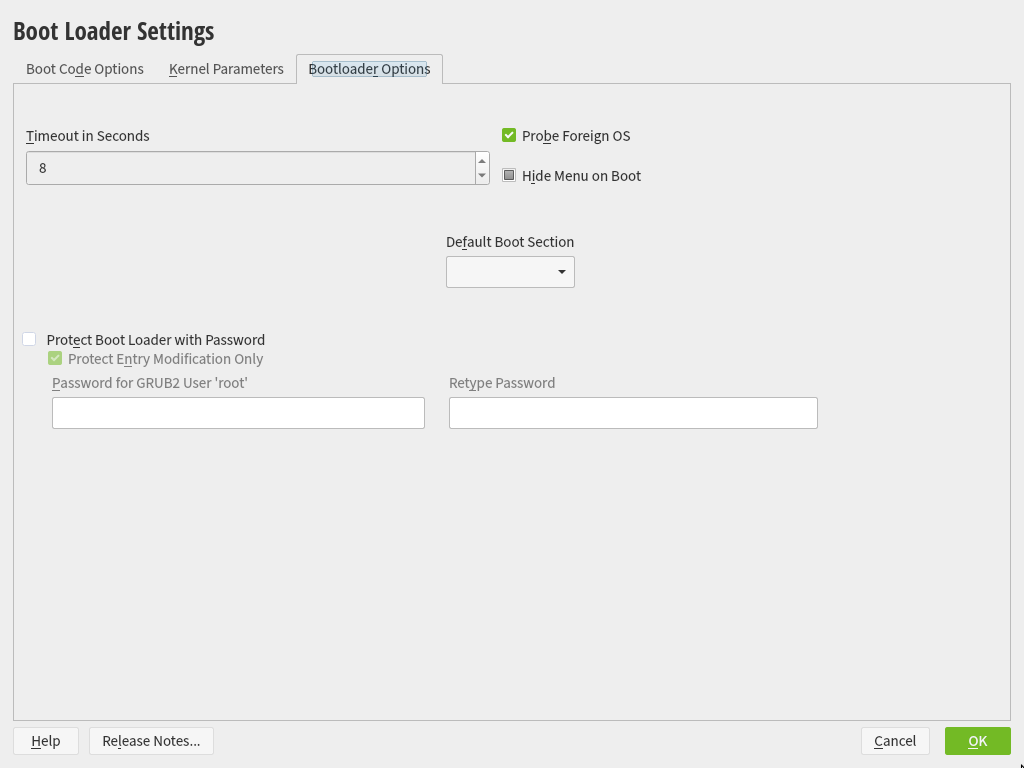 Boot Loader Settings
Boot Code Options Kernel Parameters Bootloader Options
Timeout in Seconds
Probe Foreign OS
8
Hide Menu on Boot
Default Boot Section
Protect Boot Loader with Password
Protect Entry Modification Only
Password for GRUB2 User 'root' Retype Password
Help Release Notes... Cancel OK